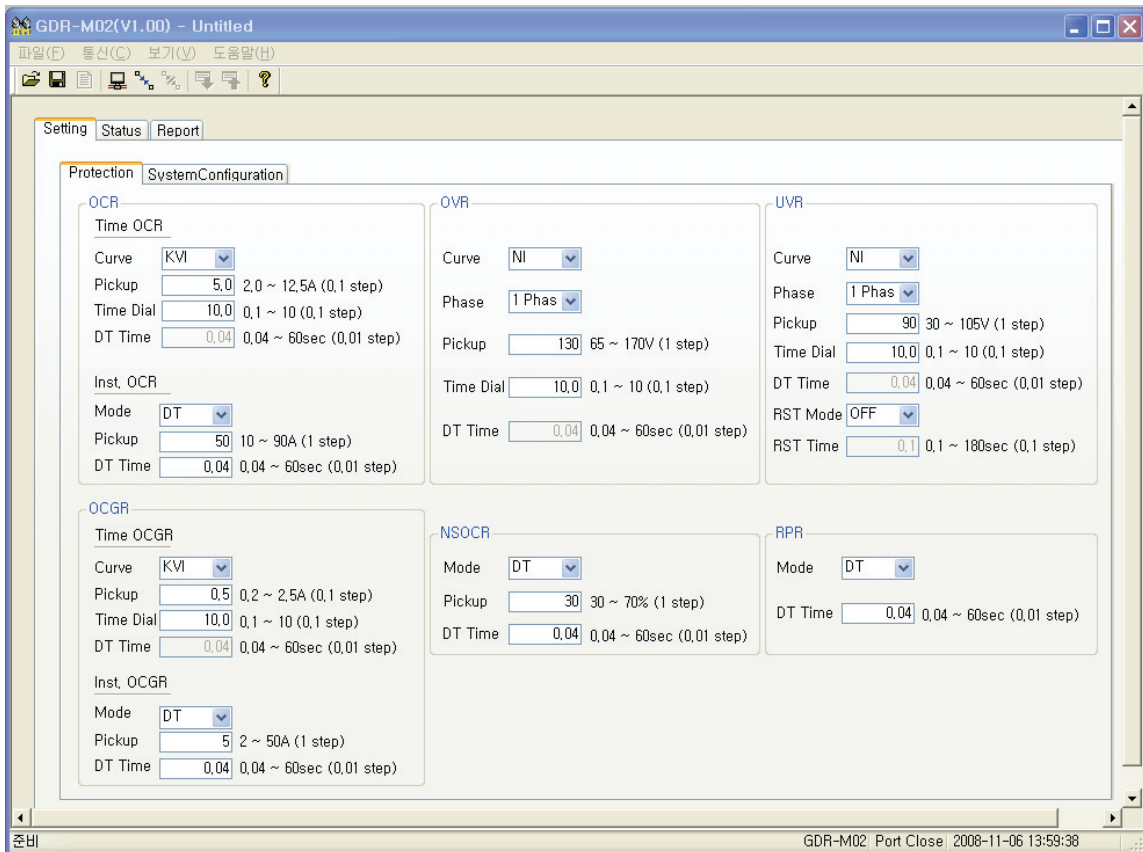 GDR-M02(V1.00) - Untitled
파일(F) 통신(C) 보기(V) 도움말(H)
Setting Status Report
Protection SystemConfiguration
OCR
Time OCR
Curve KVI
Pickup 5.0 2.0 ~ 12.5A (0.1 step)
Time Dial 10.0 0.1 ~ 10 (0.1 step)
DT Time 0.04 0.04 ~ 60sec (0.01 step)
Inst. OCR
Mode DT
Pickup 50 10 ~ 90A (1 step)
DT Time 0.04 0.04 ~ 60sec (0.01 step)
OVR
Curve NI
Phase 1 Phas
Pickup 130 65 ~ 170V (1 step)
Time Dial 10.0 0.1 ~ 10 (0.1 step)
DT Time 0.04 0.04 ~ 60sec (0.01 step)
UVR
Curve NI
Phase 1 Phas
Pickup 90 30 ~ 105V (1 step)
Time Dial 10.0 0.1 ~ 10 (0.1 step)
DT Time 0.04 0.04 ~ 60sec (0.01 step)
RST Mode OFF
RST Time 0.1 0.1 ~ 180sec (0.1 step)
OCGR
Time OCGR
Curve KVI
Pickup 0.5 0.2 ~ 2.5A (0.1 step)
Time Dial 10.0 0.1 ~ 10 (0.1 step)
DT Time 0.04 0.04 ~ 60sec (0.01 step)
Inst. OCGR
Mode DT
Pickup 5 2 ~ 50A (1 step)
DT Time 0.04 0.04 ~ 60sec (0.01 step)
NSOCR
Mode DT
Pickup 30 30 ~ 70% (1 step)
DT Time 0.04 0.04 ~ 60sec (0.01 step)
RPR
Mode DT
DT Time 0.04 0.04 ~ 60sec (0.01 step)
준비 GDR-M02 Port Close 2008-11-06 13:59:38